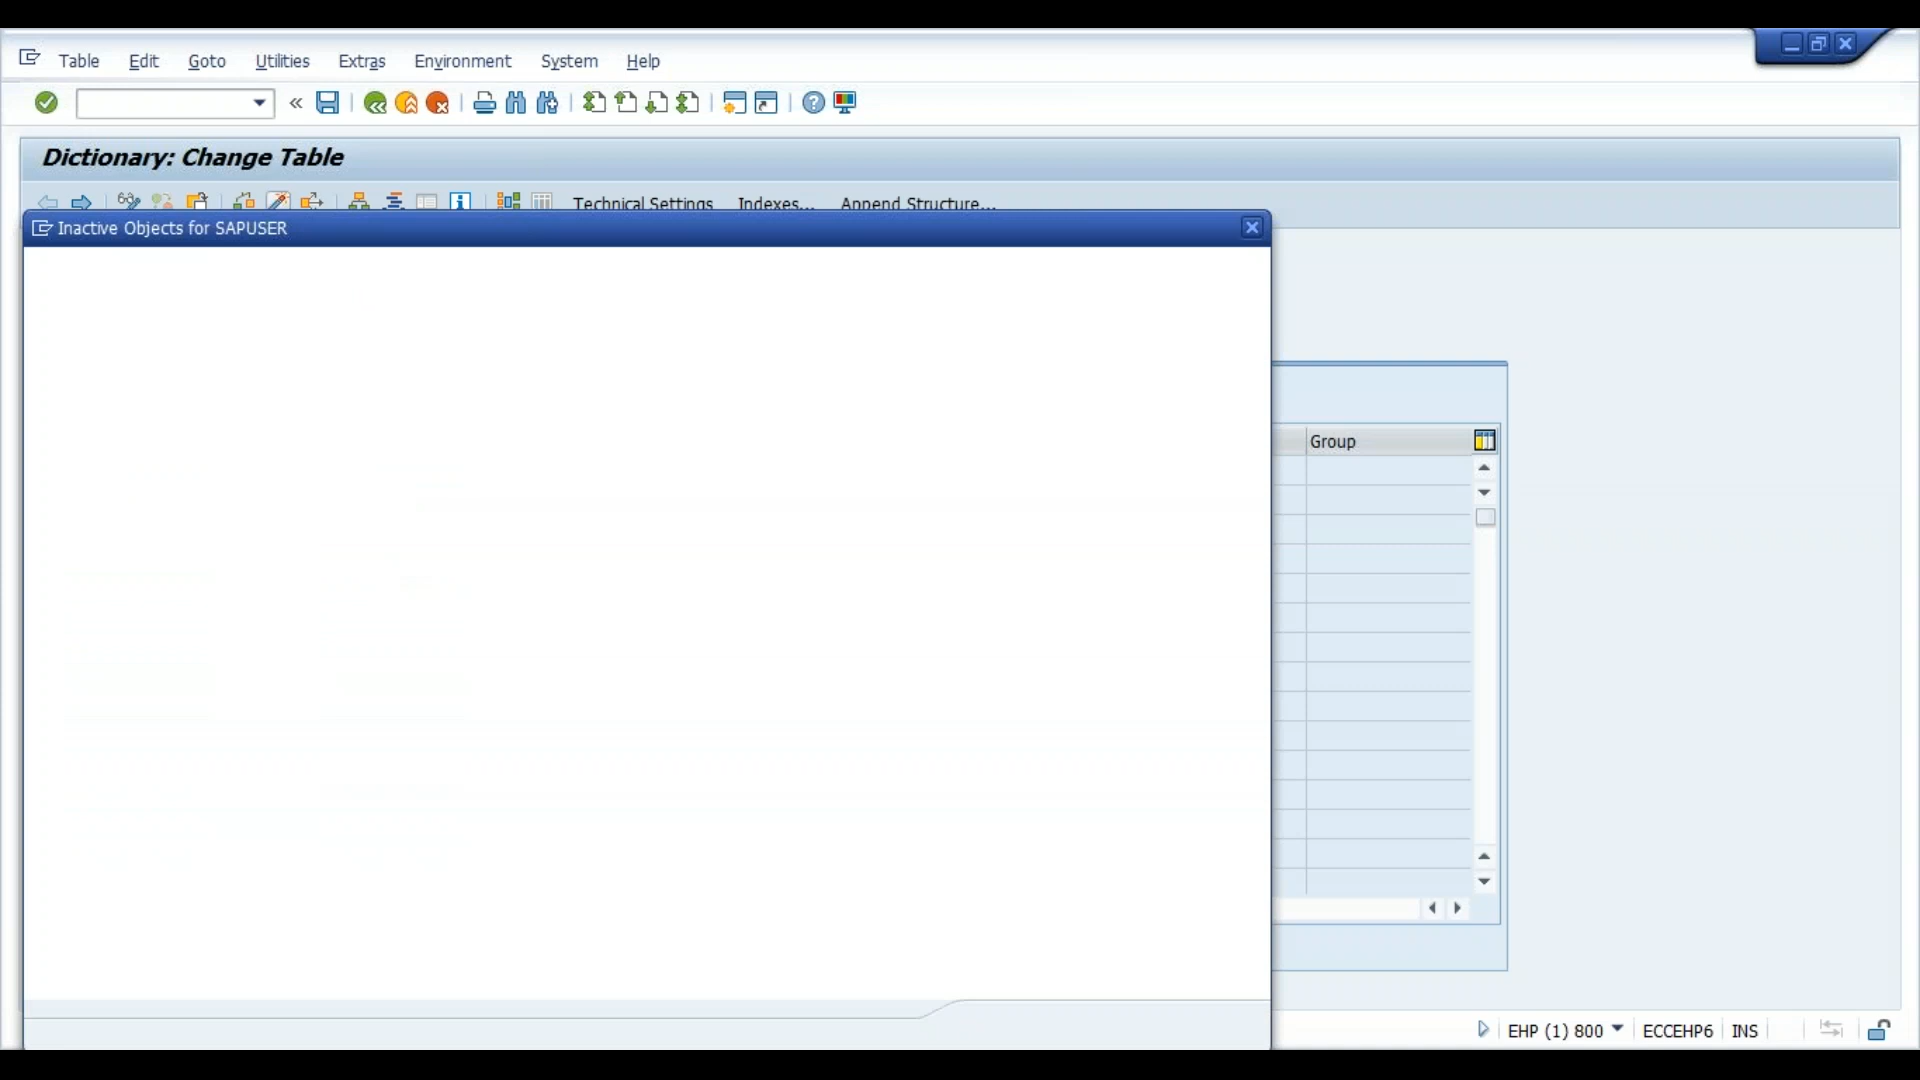 Table Edit Goto Utilities Extras Environment System Help
Dictionary: Change Table
Technical Settings Indexes... Append Structure...
Inactive Objects for SAPUSER
Group
EHP (1) 800 ECCEHP6 INS